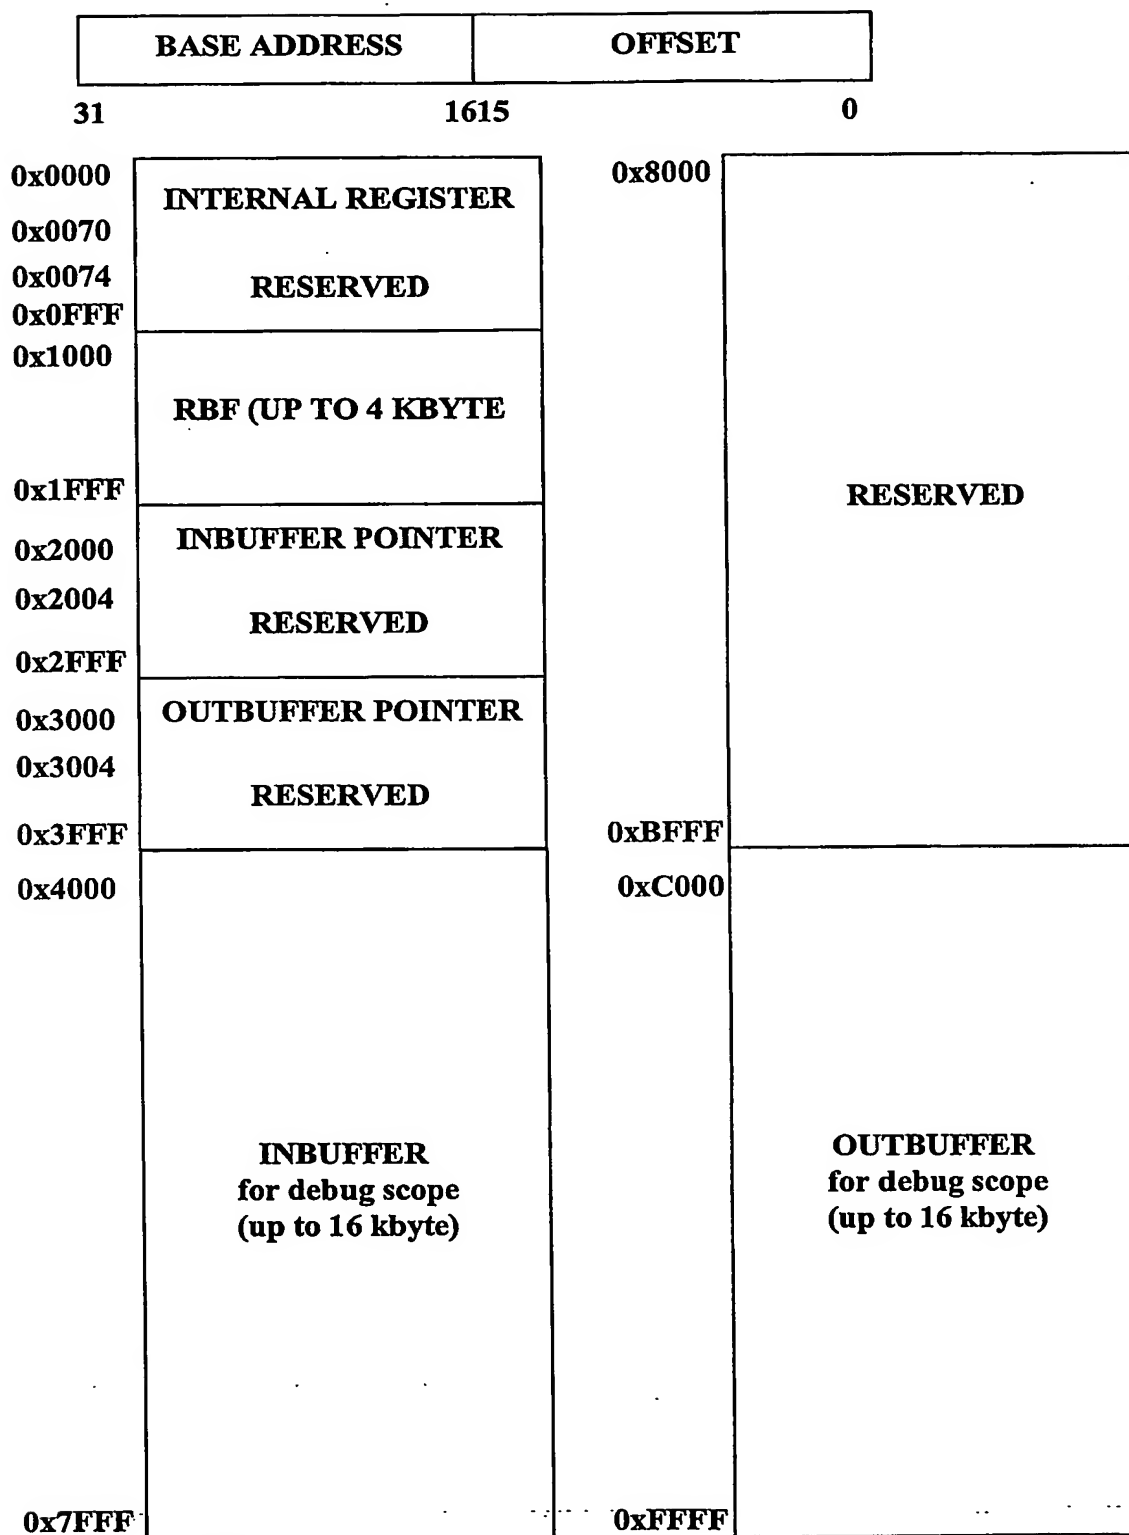 BASE ADDRESS OFFSET
31 1615 0
0x0000
INTERNAL REGISTER
0x0070
0x0074
RESERVED
0x0FFF
0x1000
RBF (UP TO 4 KBYTE
0x1FFF
INBUFFER POINTER
0x2000
0x2004
RESERVED
0x2FFF
OUTBUFFER POINTER
0x3000
0x3004
RESERVED
0x3FFF
0x4000
INBUFFER
for debug scope
(up to 16 kbyte)
0x7FFF
0x8000
RESERVED
0xBFFF
0xC000
OUTBUFFER
for debug scope
(up to 16 kbyte)
0xFFFF